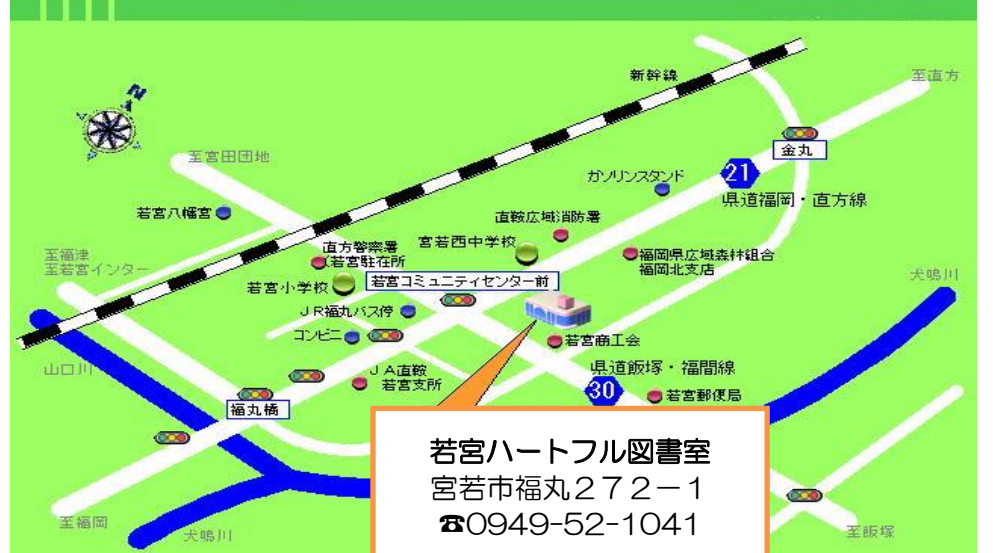 新幹線
至直方
N
金丸
至宮田団地
ガソリンスタンド
21
県道福岡・直方線
若宮八幡宮
直鞍広域消防署
直方警察署
若宮駐在所
宮若西中学校
福岡県広域森林組合
福岡北支店
至福津
至若宮インター
若宮小学校
若宮コミュニティセンター前
犬鳴川
JR福丸バス停
コンビニ
若宮商工会
山口川
JA直鞍
若宮支所
県道飯塚・福間線
30
若宮郵便局
福丸橋
若宮ハートフル図書室
宮若市福丸272-1
☎0949-52-1041
至福岡
犬鳴川
至飯塚